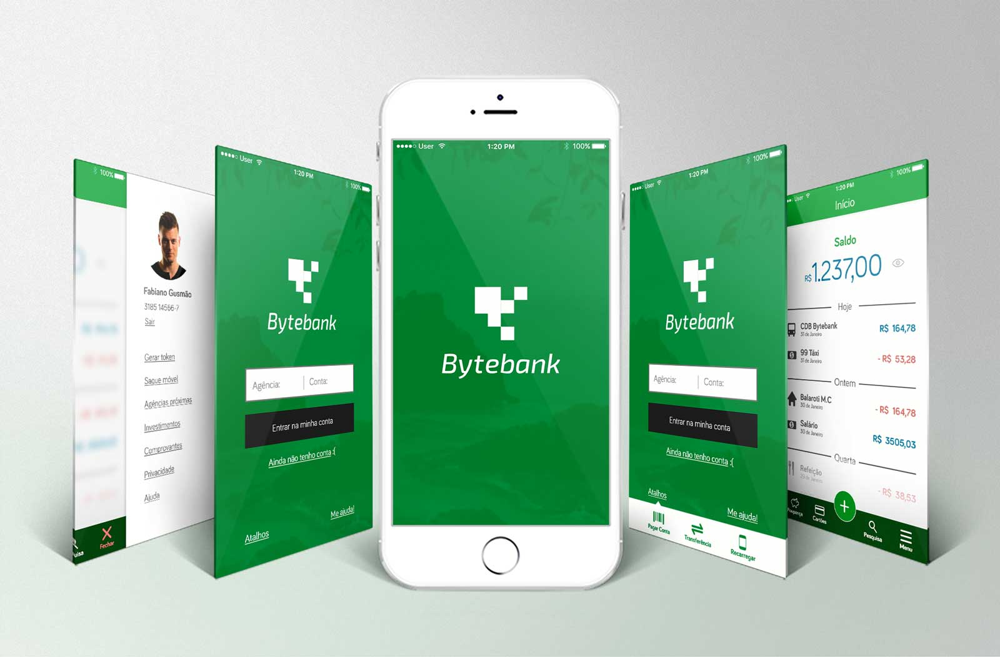 100%
Fabiano Gusmão
3185 14566-7
Sair
Gerar token
Saque móvel
Agências próximas
Investimentos
Comprovantes
Privacidade
Ajuda
Fechar
User 1:20 PM 100%
Bytebank
Agência: | Conta:
Entrar na minha conta
Ainda não tenho conta :(
Me ajuda!
Atalhos
User 1:20 PM 100%
Bytebank
User 1:20 PM 100%
Bytebank
Agência: | Conta:
Entrar na minha conta
Ainda não tenho conta :(
Atalhos
Me ajuda!
Pagar Conta
Transferência
Recarregar
User 1:20 PM 100%
Início
Saldo
R$ 1.237,00
Hoje
CDB Bytebank R$ 164,78
31 de Janeiro
99 Táxi - R$ 53,28
31 de Janeiro
Ontem
Balaroti M.C - R$ 164,78
30 de Janeiro
Salário R$ 3505,03
30 de Janeiro
Quarta
Refeição - R$ 38,53
29 de Janeiro
Poupança
Cartões
+
Pesquisa
Menu